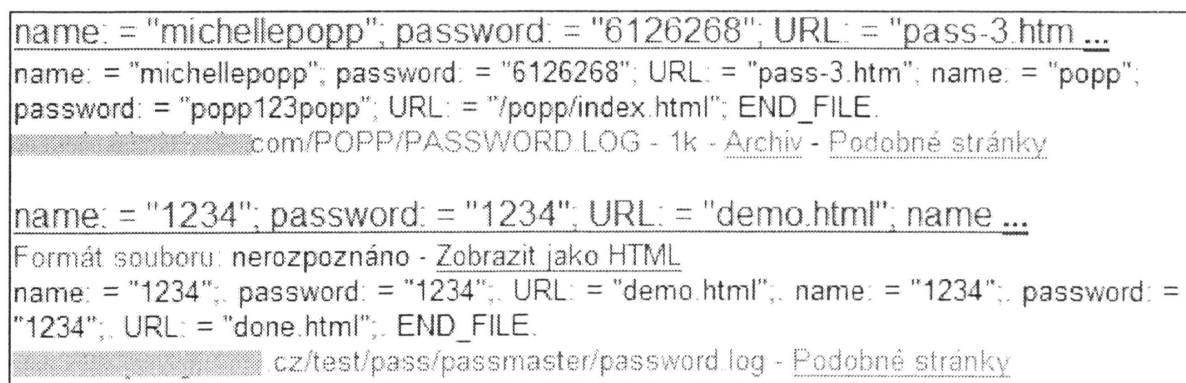 name: = "michellepopp"; password: = "6126268"; URL: = "pass-3.htm ...
name: = "michellepopp"; password: = "6126268"; URL: = "pass-3.htm"; name: = "popp";
password: = "popp123popp"; URL: = "/popp/index.html"; END_FILE.
com/POPP/PASSWORD.LOG - 1k - Archiv - Podobné stránky
name: = "1234"; password: = "1234"; URL: = "demo.html"; name ...
Formát souboru: nerozpoznáno - Zobrazit jako HTML
name: = "1234";. password: = "1234";. URL: = "demo.html";. name: = "1234";. password: =
"1234";. URL: = "done.html";. END_FILE.
.cz/test/pass/passmaster/password.log - Podobné stránky